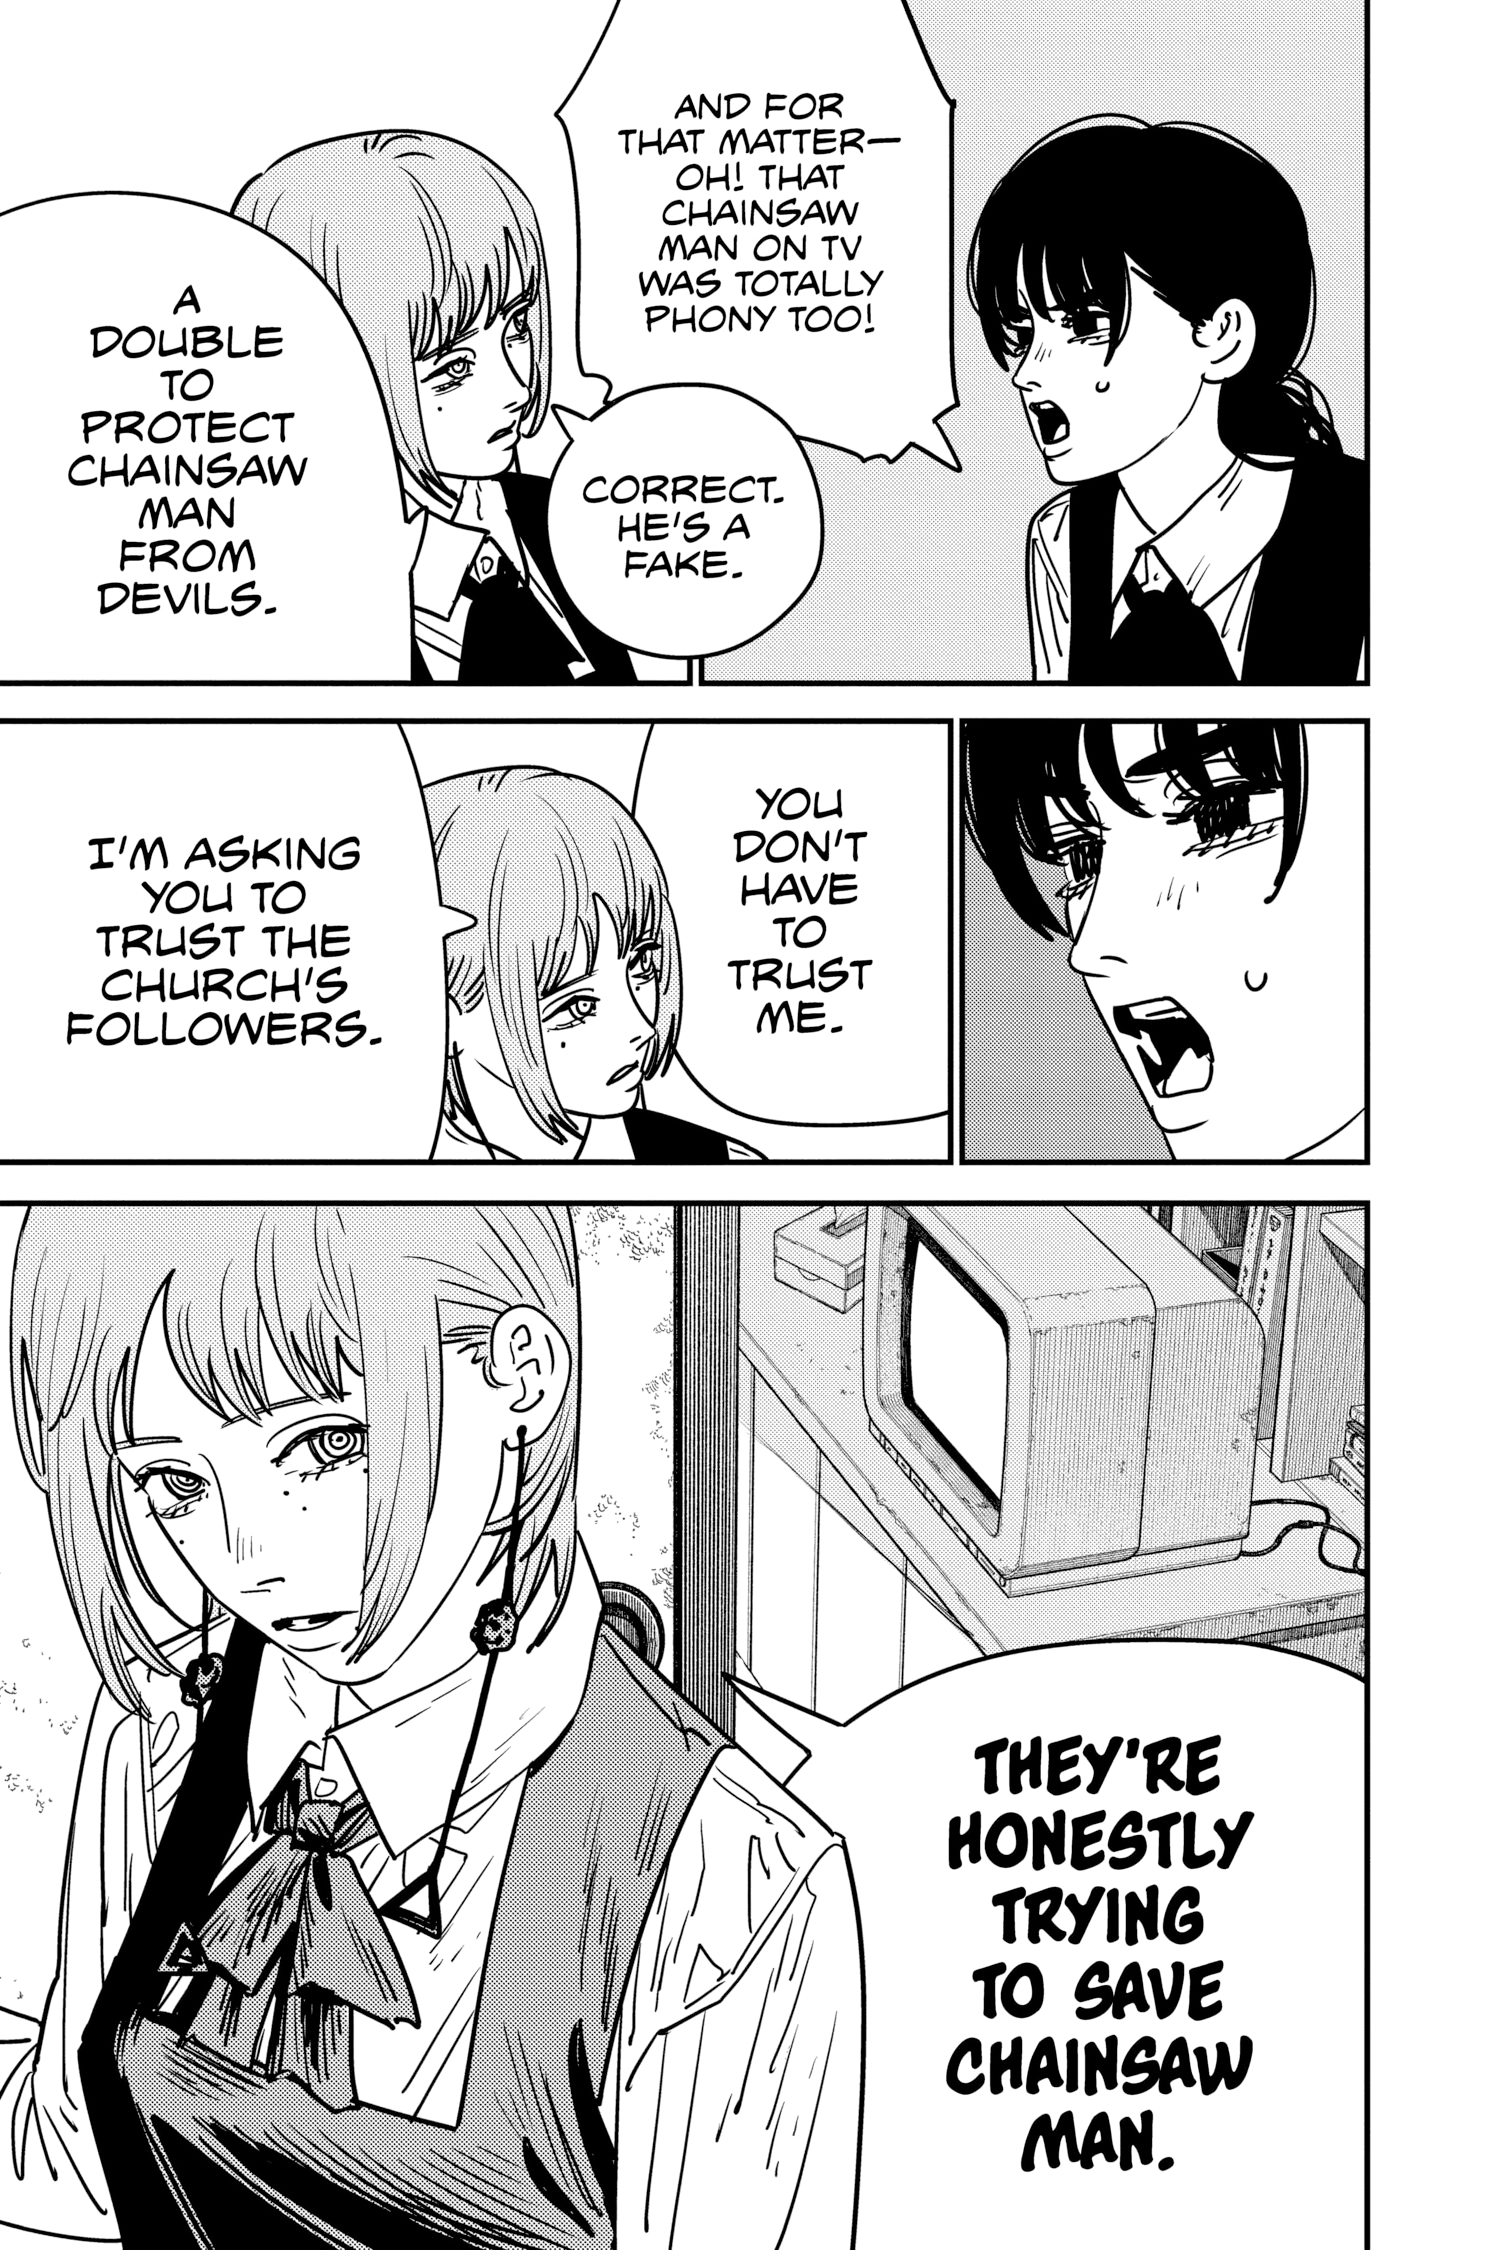 AND FOR
THAT MATTER—
OH! THAT
CHAINSAW
MAN ON TV
WAS TOTALLY
PHONY TOO!
CORRECT.
HE'S A
FAKE.
A
DOUBLE
TO
PROTECT
CHAINSAW
MAN
FROM
DEVILS.
YOU
DON'T
HAVE
TO
TRUST
ME.
I'M ASKING
YOU TO
TRUST THE
CHURCH'S
FOLLOWERS.
THEY'RE
HONESTLY
TRYING
TO SAVE
CHAINSAW
MAN.